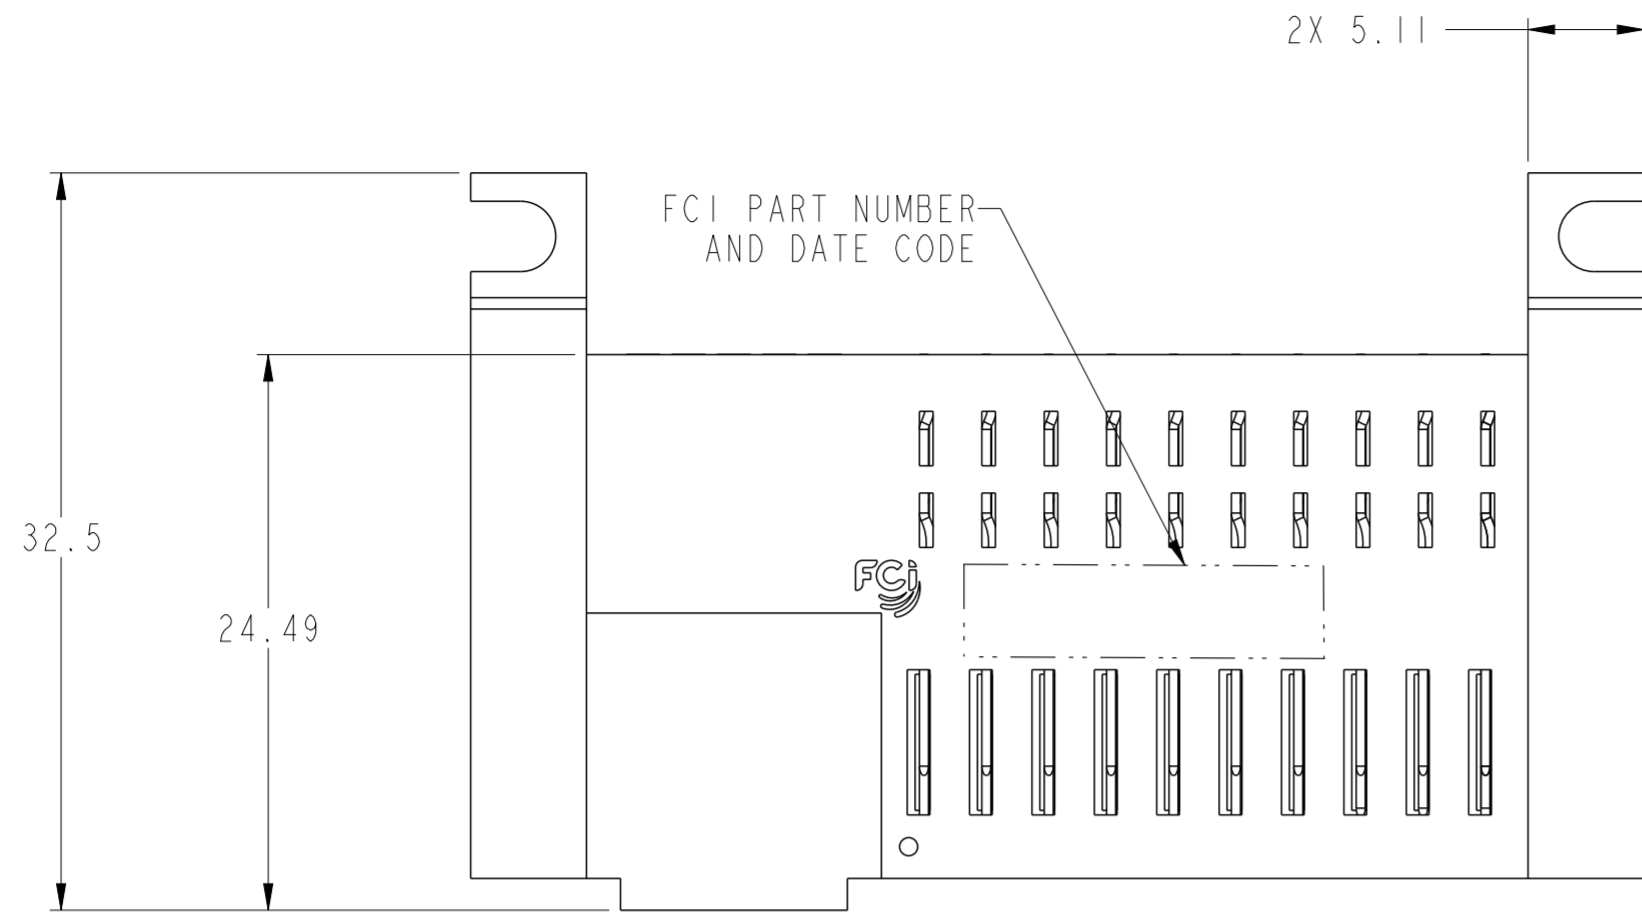 2X 5.11
FCI PART NUMBER
AND DATE CODE
32.5
FCi
24.49